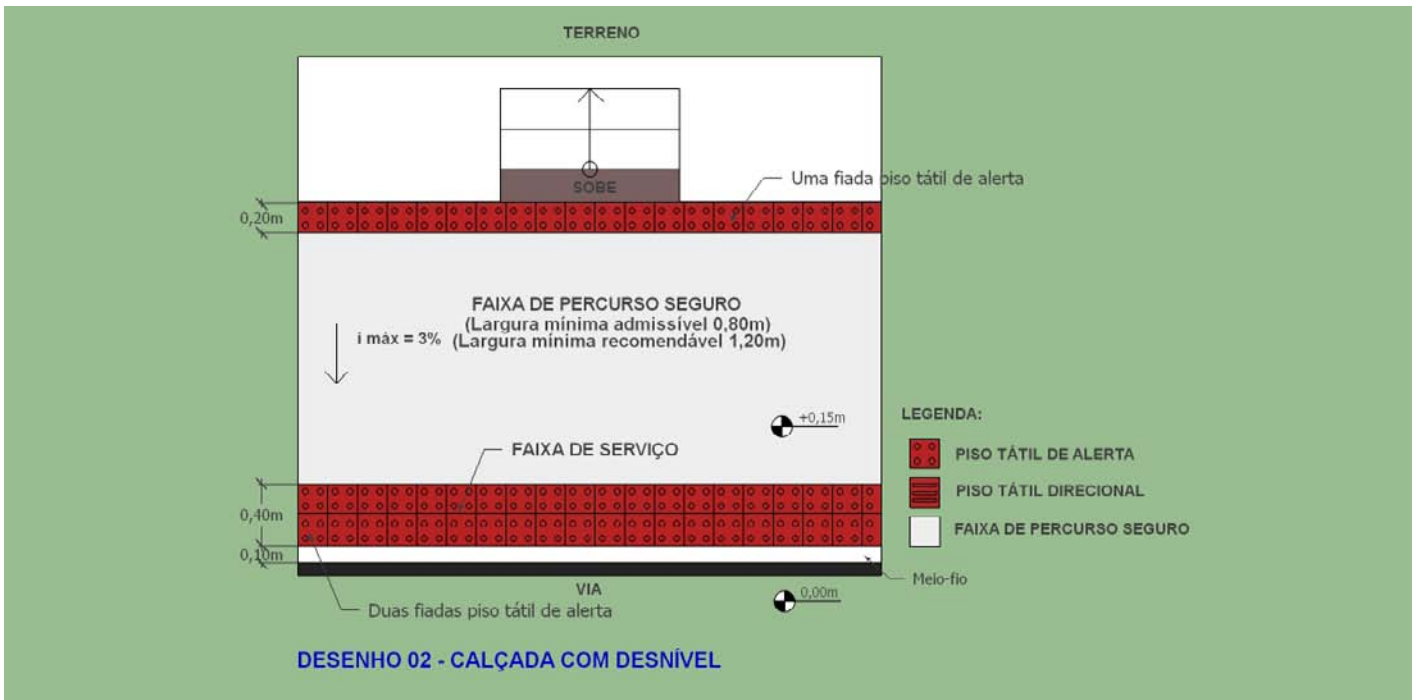 TERRENO
SOBE
Uma fiada piso tátil de alerta
0,20m
FAIXA DE PERCURSO SEGURO
(Largura mínima admissível 0,80m)
i máx = 3% (Largura mínima recomendável 1,20m)
+0,15m
FAIXA DE SERVIÇO
LEGENDA:
PISO TÁTIL DE ALERTA
PISO TÁTIL DIRECIONAL
FAIXA DE PERCURSO SEGURO
0,40m
0,10m
Meio-fio
VIA
0,00m
Duas fiadas piso tátil de alerta
DESENHO 02 - CALÇADA COM DESNÍVEL